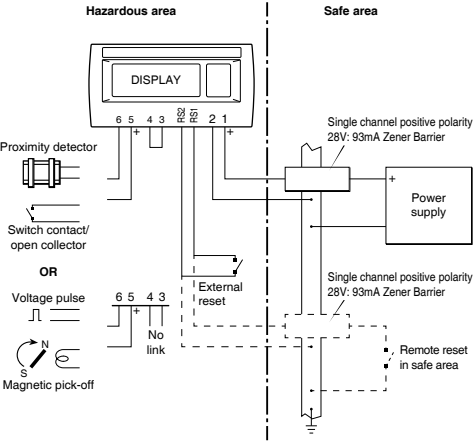 Hazardous area
Safe area
DISPLAY
6 5 4 3 RS2 RS1 2 1
+ +
Single channel positive polarity
28V: 93mA Zener Barrier
Proximity detector
+
Power
supply
Switch contact/
open collector
OR
External
reset
Single channel positive polarity
28V: 93mA Zener Barrier
Voltage pulse
6 5 4 3
+
No
link
N
S
Magnetic pick-off
Remote reset
in safe area